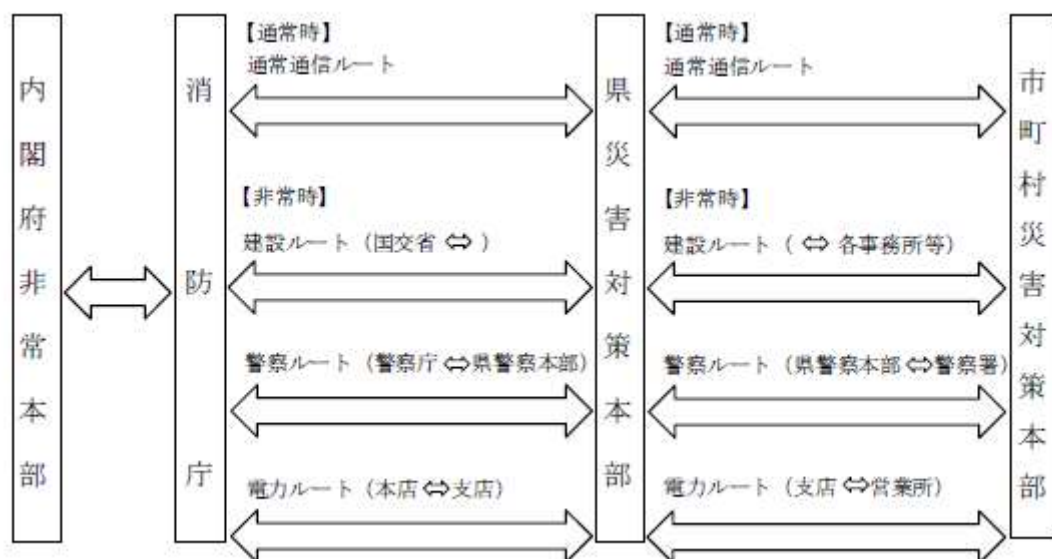 内閣府非常本部
消防庁
【通常時】
通常通信ルート
【非常時】
建設ルート（国交省 ⇔ ）
警察ルート（警察庁 ⇔県警察本部）
電力ルート（本店⇔支店）
県災害対策本部
【通常時】
通常通信ルート
【非常時】
建設ルート（ ⇔ 各事務所等）
警察ルート（県警察本部⇔警察署）
電力ルート（支店⇔営業所）
市町村災害対策本部